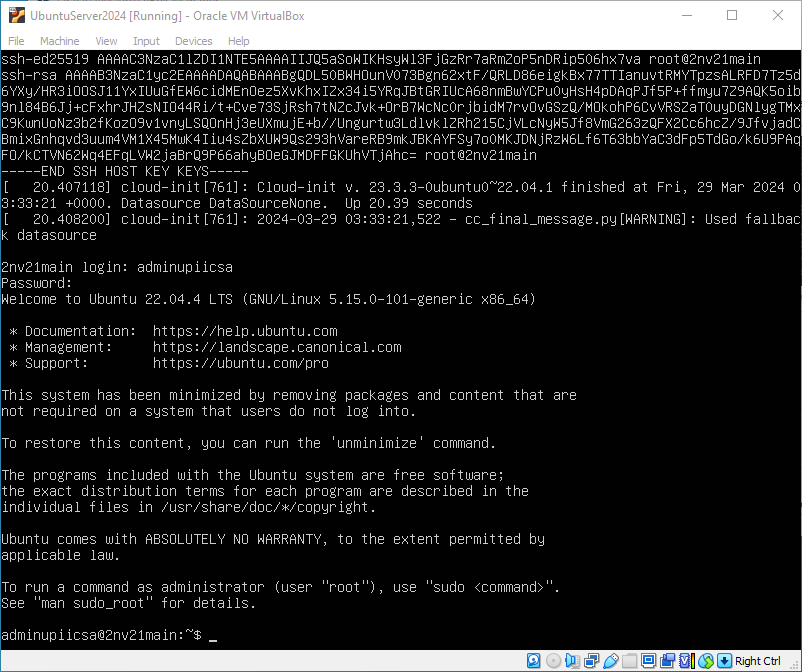 UbuntuServer2024 [Running] - Oracle VM VirtualBox
File Machine View Input Devices Help
ssh-ed25519 AAAAC3NzaC1lZDI1NTE5AAAAIIJQ5aSoWIKHsyWl3FjGzRr7aRmZoP5nDRip506hx7va root@2nv21main
ssh-rsa AAAAB3NzaC1yc2EAAAADAQABAAABgQDL50BWHOunV073Bgn62xtF/QRLD86eigkBx77TTIanuvtRMYTpzsALRFD7Tz5d
6YXy/HR3iOOSJ11YxIUuGfEW6cidMEnOez5XvKhxIZx34i5YRqJBtGRIUcA68nmBwYCPu0yHsH4pDAqPJf5P+ffmyu7Z9AQK5oib
9nl84B6Jj+cFxhrJHZsNIO44Ri/t+Cve73SjRsh7tNZcJvk+OrB7WcNcOrjbidM7rvOvGSzQ/MOkohP6CvVRSZaT0uyDGNlygTMx
C9KwnUoNz3b2fkozO9v1vnyLSQOnHj3eUXmujE+b//Ungurtw3LdlvklZRh215CjVLcNyW5Jf8VmG263zQFX2Cc6hcZ/9JfvjadC
BmixGnhqvd3uum4VM1X45MwK4Iiu4sZbXUW9Qs293hVareRB9mkJBKAYFSy7oOMKJDNjRzW6Lf6T63bbYaC3dFp5TdGo/k6U9PAq
FO/kCTVN62Wq4EFqLVW2jaBrQ9P66ahyBOeGJMDFFGKUhVTjAhc= root@2nv21main
-----END SSH HOST KEY KEYS-----
[   20.407118] cloud-init[761]: Cloud-init v. 23.3.3-0ubuntu0~22.04.1 finished at Fri, 29 Mar 2024 0
3:33:21 +0000. Datasource DataSourceNone.  Up 20.39 seconds
[   20.408200] cloud-init[761]: 2024-03-29 03:33:21,522 - cc_final_message.py[WARNING]: Used fallbac
k datasource
2nv21main login: adminupiicsa
Password:
Welcome to Ubuntu 22.04.4 LTS (GNU/Linux 5.15.0-101-generic x86_64)
* Documentation:  https://help.ubuntu.com
* Management:     https://landscape.canonical.com
* Support:        https://ubuntu.com/pro
This system has been minimized by removing packages and content that are
not required on a system that users do not log into.
To restore this content, you can run the 'unminimize' command.
The programs included with the Ubuntu system are free software;
the exact distribution terms for each program are described in the
individual files in /usr/share/doc/*/copyright.
Ubuntu comes with ABSOLUTELY NO WARRANTY, to the extent permitted by
applicable law.
To run a command as administrator (user "root"), use "sudo <command>".
See "man sudo_root" for details.
adminupiicsa@2nv21main:~$ _
Right Ctrl